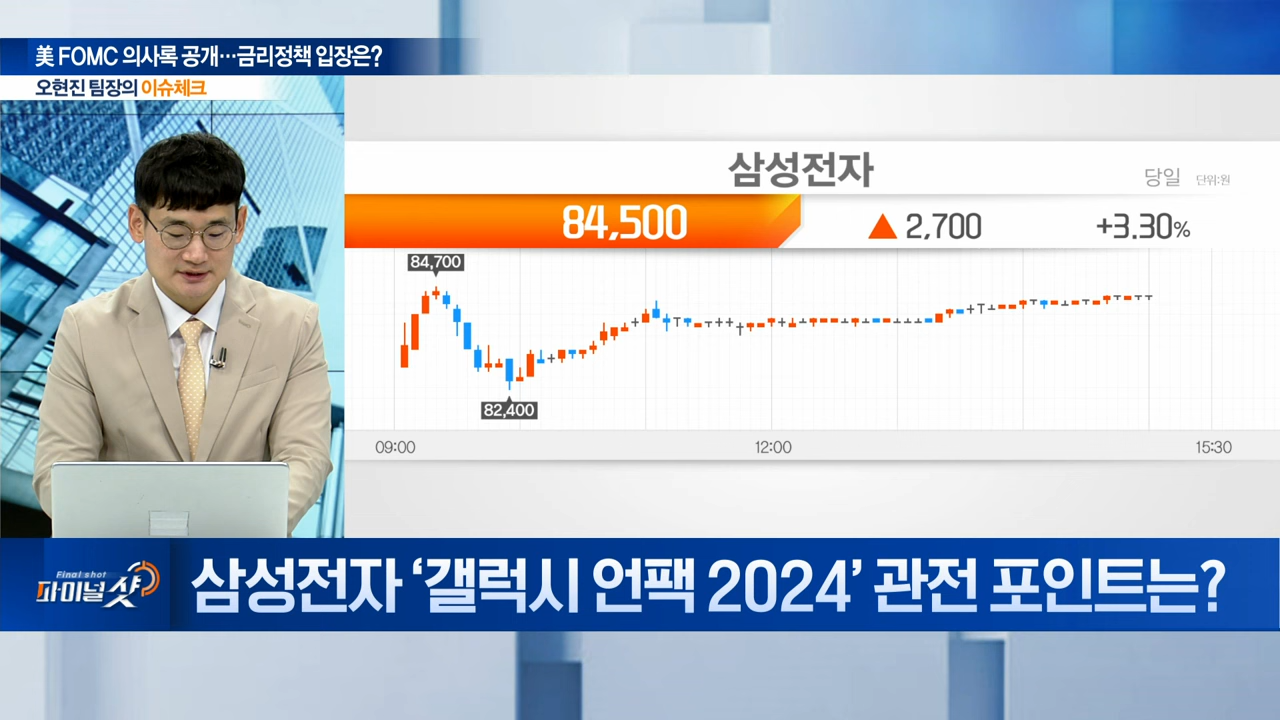 美 FOMC 의사록 공개…금리정책 입장은?
오현진 팀장의 이슈체크
삼성전자
당일 단위:원
84,500 ▲ 2,700 +3.30%
84,700
82,400
09:00 12:00 15:30
Final shot
파이널샷
삼성전자 ‘갤럭시 언팩 2024’ 관전 포인트는?